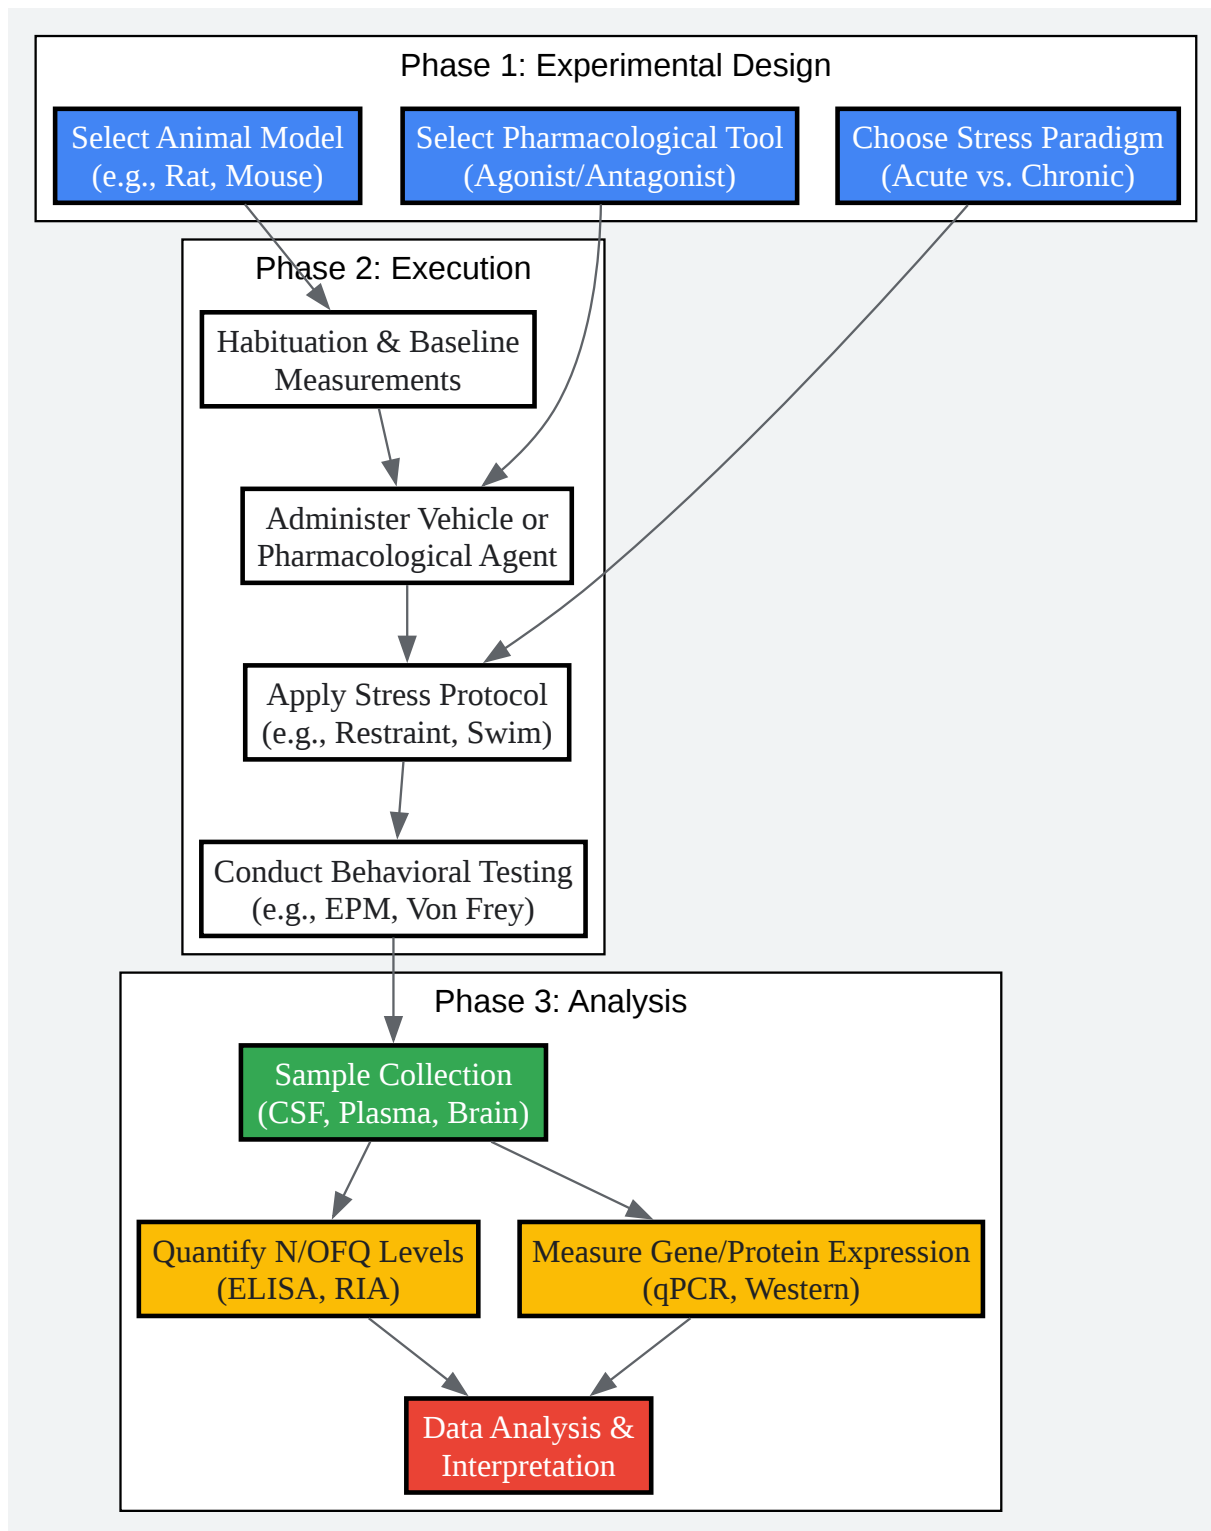 Phase 1: Experimental Design
Select Animal Model
(e.g., Rat, Mouse)
Select Pharmacological Tool
(Agonist/Antagonist)
Choose Stress Paradigm
(Acute vs. Chronic)
Phase 2: Execution
Habituation & Baseline
Measurements
Administer Vehicle or
Pharmacological Agent
Apply Stress Protocol
(e.g., Restraint, Swim)
Conduct Behavioral Testing
(e.g., EPM, Von Frey)
Phase 3: Analysis
Sample Collection
(CSF, Plasma, Brain)
Quantify N/OFQ Levels
(ELISA, RIA)
Measure Gene/Protein Expression
(qPCR, Western)
Data Analysis &
Interpretation